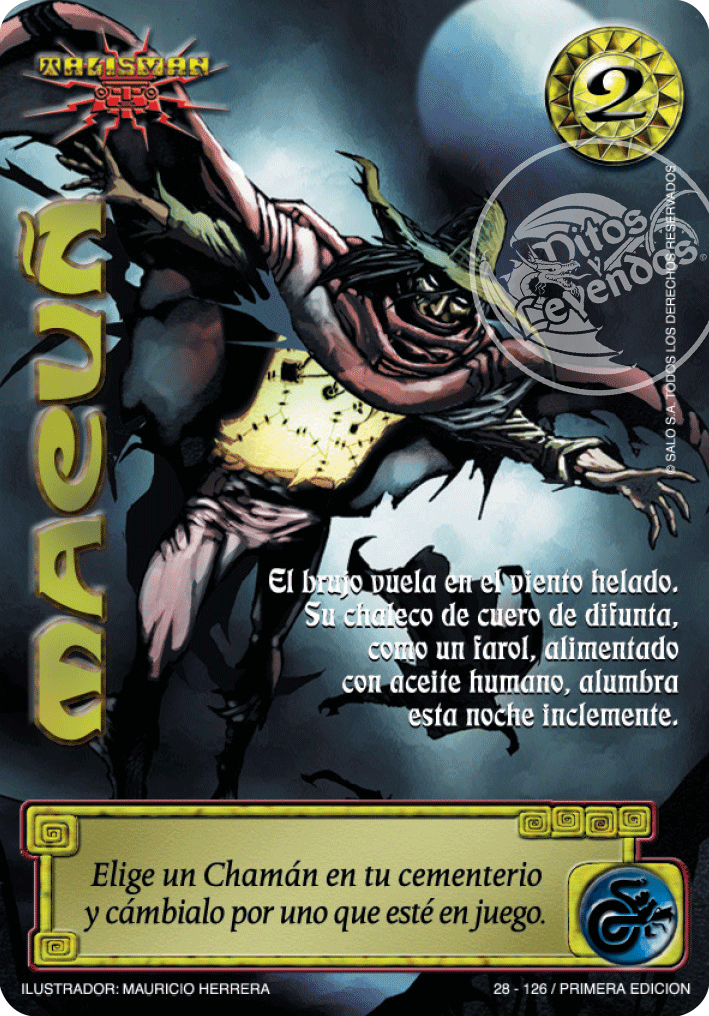 TALISMAN
2
MACUÑ
Mitos
y
Leyendas
®
© SALO S.A. TODOS LOS DERECHOS RESERVADOS
El brujo vuela en el viento helado.
Su chaleco de cuero de difunta,
como un farol, alimentado
con aceite humano, alumbra
esta noche inclemente.
Elige un Chamán en tu cementerio
y cámbialo por uno que esté en juego.
ILUSTRADOR: MAURICIO HERRERA
28 - 126 / PRIMERA EDICION